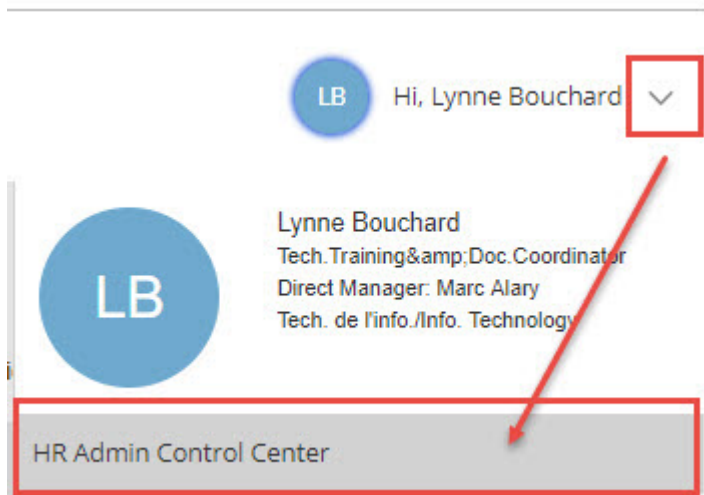 LB Hi, Lynne Bouchard
LB
Lynne Bouchard
Tech.Training&amp;Doc.Coordinator
Direct Manager: Marc Alary
Tech. de l'info./Info. Technology
HR Admin Control Center